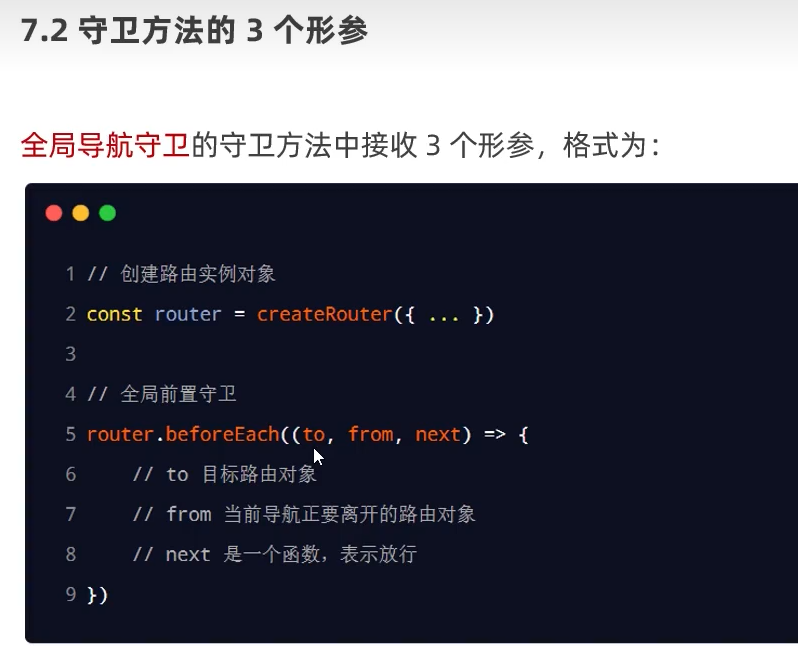 7.2 守卫方法的 3 个形参
全局导航守卫的守卫方法中接收 3 个形参，格式为：
1 // 创建路由实例对象
2 const router = createRouter({ ... })
3
4 // 全局前置守卫
5 router.beforeEach((to, from, next) => {
6     // to 目标路由对象
7     // from 当前导航正要离开的路由对象
8     // next 是一个函数，表示放行
9 })